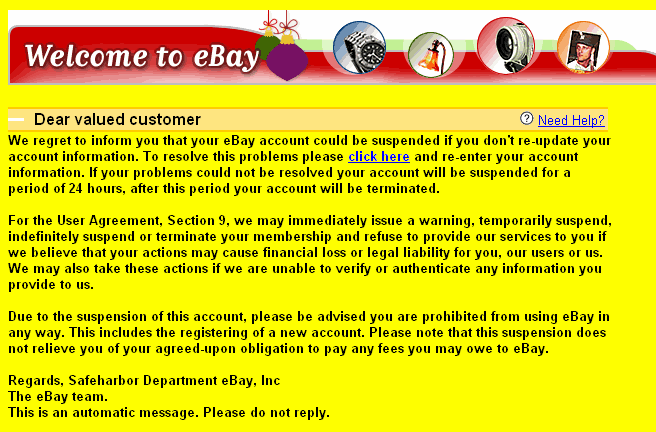 Welcome to eBay
Dear valued customer
Need Help?
We regret to inform you that your eBay account could be suspended if you don't re-update your
account information. To resolve this problems please click here and re-enter your account
information. If your problems could not be resolved your account will be suspended for a
period of 24 hours, after this period your account will be terminated.
For the User Agreement, Section 9, we may immediately issue a warning, temporarily suspend,
indefinitely suspend or terminate your membership and refuse to provide our services to you if
we believe that your actions may cause financial loss or legal liability for you, our users or us.
We may also take these actions if we are unable to verify or authenticate any information you
provide to us.
Due to the suspension of this account, please be advised you are prohibited from using eBay in
any way. This includes the registering of a new account. Please note that this suspension does
not relieve you of your agreed-upon obligation to pay any fees you may owe to eBay.
Regards, Safeharbor Department eBay, Inc
The eBay team.
This is an automatic message. Please do not reply.